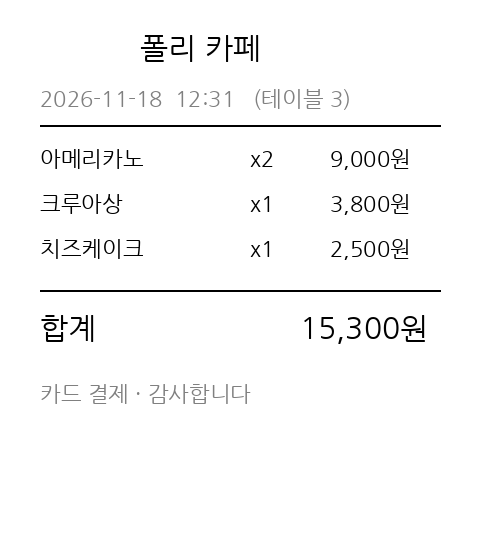 폴리 카페
2026-11-18 12:31 (테이블 3)
아메리카노 x2 9,000원
크루아상 x1 3,800원
치즈케이크 x1 2,500원
합계 15,300원
카드 결제 · 감사합니다